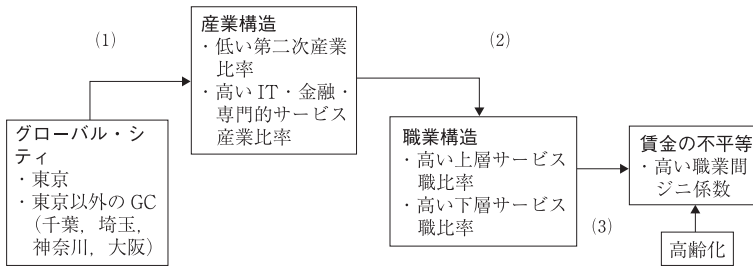 (1)
産業構造
・低い第二次産業
比率
・高い IT・金融・
専門的サービス
産業比率
(2)
グローバル・シ
ティ
・東京
・東京以外の GC
(千葉，埼玉，
神奈川，大阪)
職業構造
・高い上層サービス
職比率
・高い下層サービス
職比率
(3)
賃金の不平等
・高い職業間
ジニ係数
高齢化